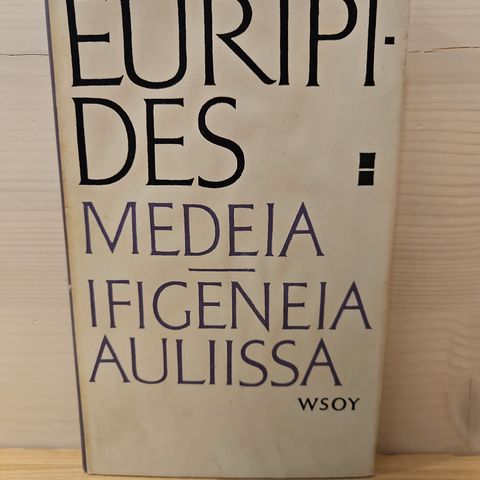 EURIPI-
DES:
MEDEIA
IFIGENEIA
AULIISSA
WSOY